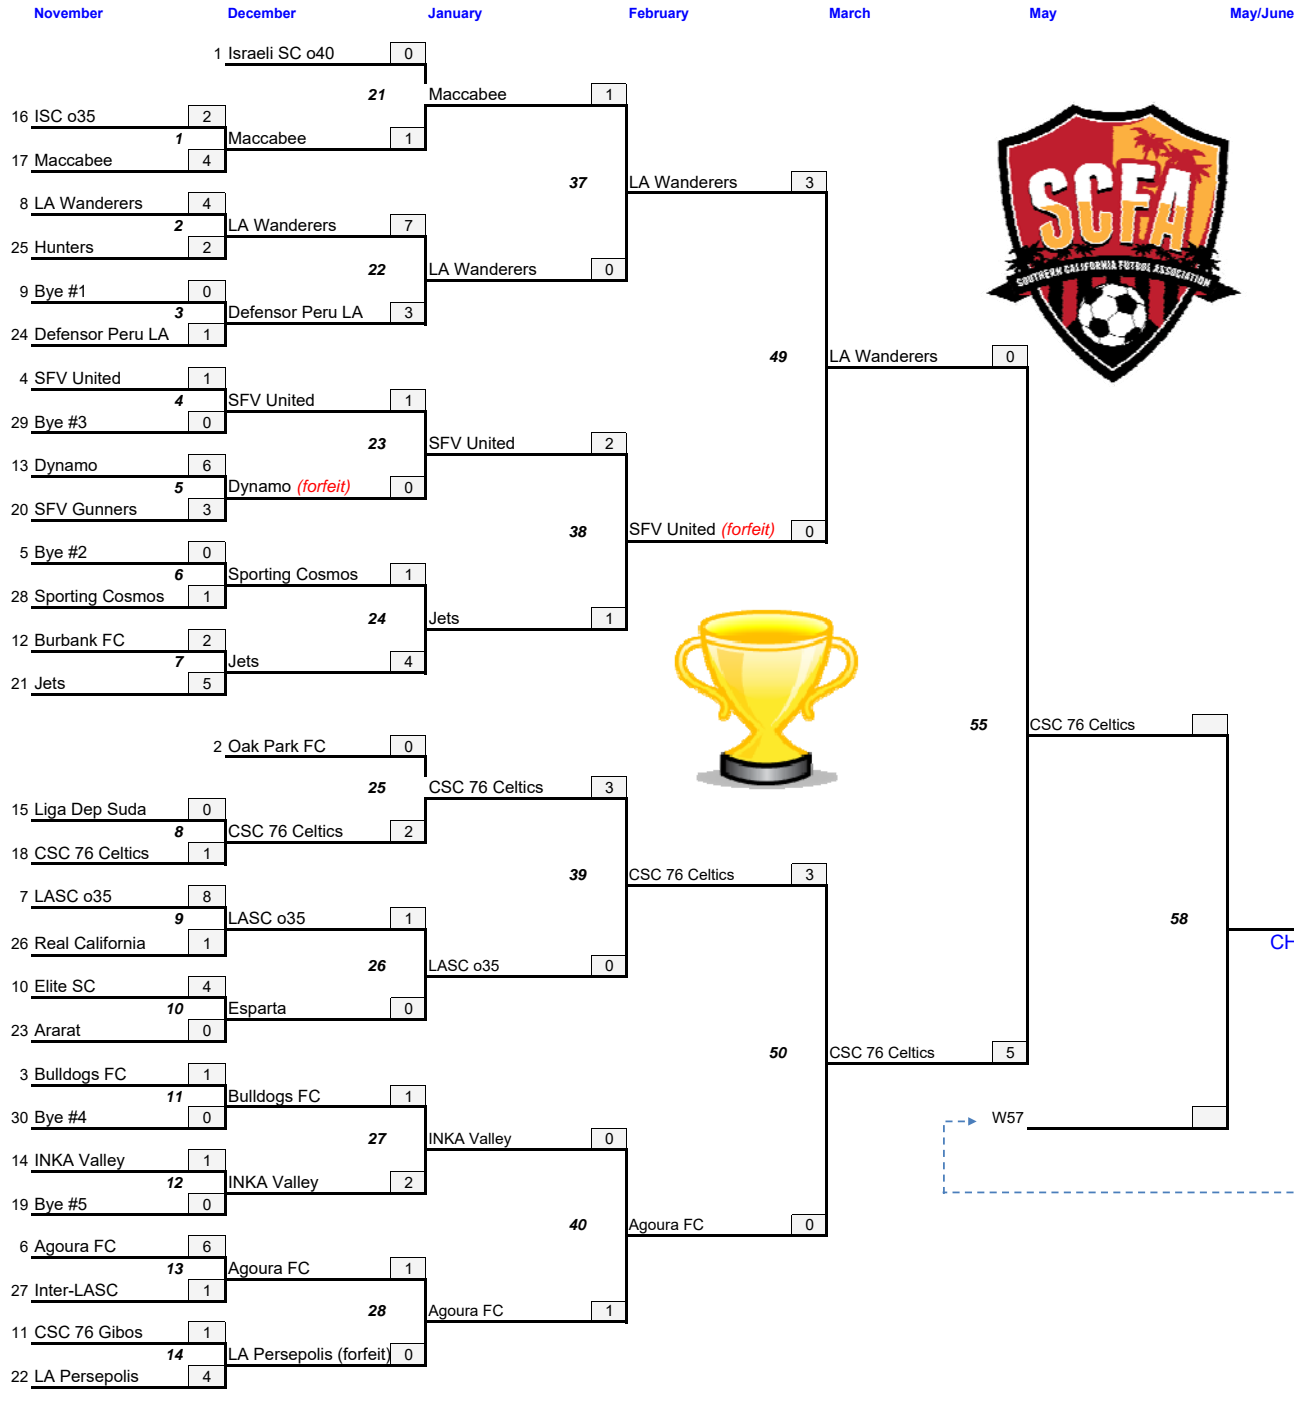 November December January February March May May/June
1 Israeli SC o40 0
21 Maccabee 1
16 ISC o35 2
1 Maccabee 1
17 Maccabee 4
37 LA Wanderers 3
8 LA Wanderers 4
2 LA Wanderers 7
25 Hunters 2
22 LA Wanderers 0
9 Bye #1 0
3 Defensor Peru LA 3
24 Defensor Peru LA 1
SCFA
SOUTHERN CALIFORNIA FUTBOL ASSOCIATION
49 LA Wanderers 0
4 SFV United 1
4 SFV United 1
29 Bye #3 0
23 SFV United 2
13 Dynamo 6
5 Dynamo (forfeit) 0
20 SFV Gunners 3
38 SFV United (forfeit) 0
5 Bye #2 0
6 Sporting Cosmos 1
28 Sporting Cosmos 1
24 Jets 1
12 Burbank FC 2
7 Jets 4
21 Jets 5
55 CSC 76 Celtics
2 Oak Park FC 0
25 CSC 76 Celtics 3
15 Liga Dep Suda 0
8 CSC 76 Celtics 2
18 CSC 76 Celtics 1
39 CSC 76 Celtics 3
7 LASC o35 8
9 LASC o35 1
58
26 Real California 1
CH
26 LASC o35 0
10 Elite SC 4
10 Esparta 0
23 Ararat 0
50 CSC 76 Celtics 5
3 Bulldogs FC 1
11 Bulldogs FC 1
30 Bye #4 0
W57
27 INKA Valley 0
14 INKA Valley 1
12 INKA Valley 2
19 Bye #5 0
40 Agoura FC 0
6 Agoura FC 6
13 Agoura FC 1
27 Inter-LASC 1
28 Agoura FC 1
11 CSC 76 Gibos 1
14 LA Persepolis (forfeit) 0
22 LA Persepolis 4